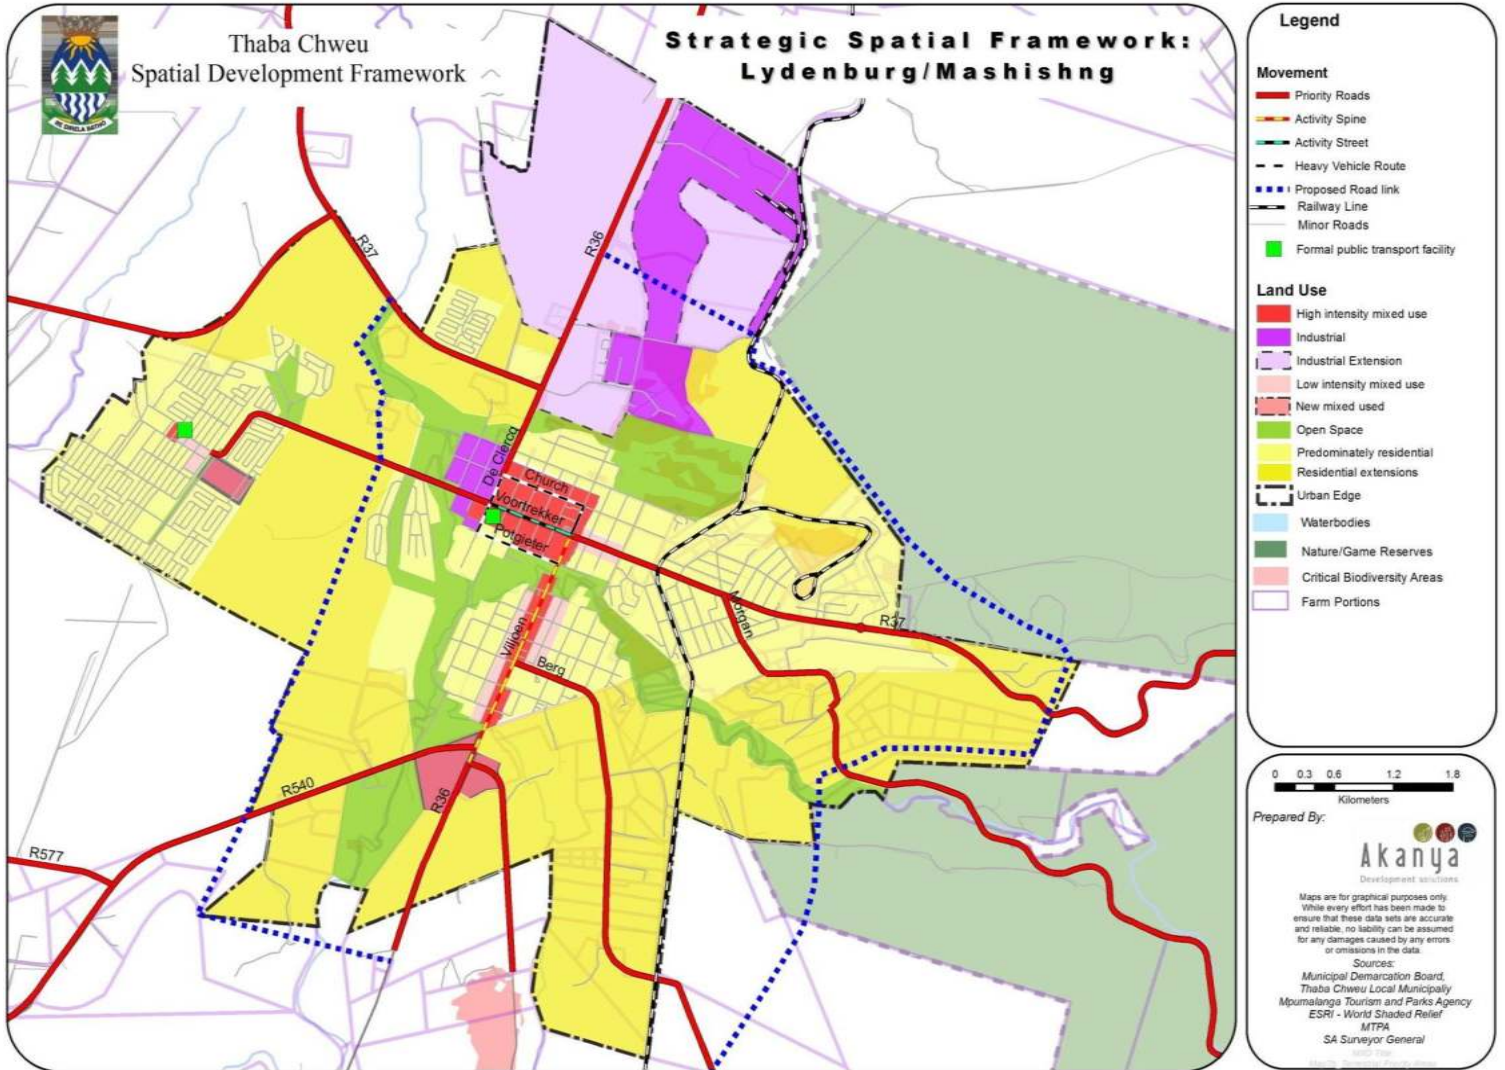 Thaba Chweu
Spatial Development Framework
RE DIRELA BATHO
Strategic Spatial Framework:
Lydenburg/Mashishng
R37
R36
De Clercq
Church
Voortrekker
Potgieter
Viljoen
Berg
Morgan
R37
R540
R36
R577
Legend
Movement
Priority Roads
Activity Spine
Activity Street
Heavy Vehicle Route
Proposed Road link
Railway Line
Minor Roads
Formal public transport facility
Land Use
High intensity mixed use
Industrial
Industrial Extension
Low intensity mixed use
New mixed used
Open Space
Predominately residential
Residential extensions
Urban Edge
Waterbodies
Nature/Game Reserves
Critical Biodiversity Areas
Farm Portions
0 0.3 0.6 1.2 1.8
Kilometers
Prepared By:
Akanya
Development solutions
Maps are for graphical purposes only.
While every effort has been made to
ensure that these data sets are accurate
and reliable, no liability can be assumed
for any damages caused by any errors
or omissions in the data.
Sources:
Municipal Demarcation Board,
Thaba Chweu Local Municipaliy
Mpumalanga Tourism and Parks Agency
ESRI - World Shaded Relief
MTPA
SA Surveyor General